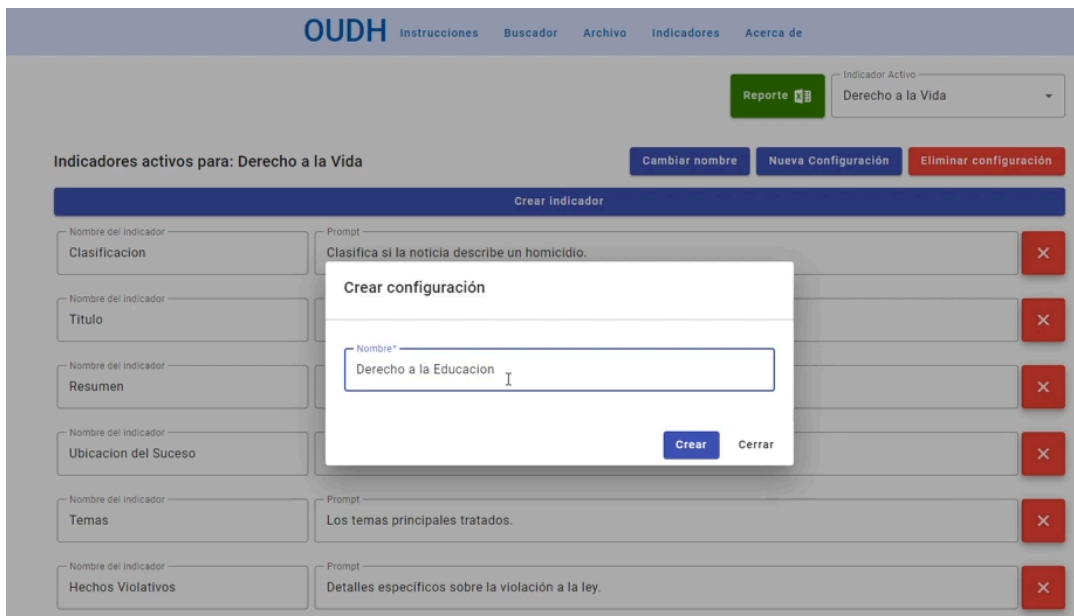 OUDH Instrucciones Buscador Archivo Indicadores Acerca de
Indicador Activo
Reporte Derecho a la Vida
Indicadores activos para: Derecho a la Vida Cambiar nombre Nueva Configuración Eliminar configuración
Crear indicador
Nombre del indicador Prompt
Clasificacion Clasifica si la noticia describe un homicidio.
Crear configuración
Nombre del indicador
Titulo
Nombre*
Derecho a la Educacion
Nombre del indicador
Resumen
Nombre del indicador
Ubicacion del Suceso
Crear Cerrar
Nombre del indicador Prompt
Temas Los temas principales tratados.
Nombre del indicador Prompt
Hechos Violativos Detalles específicos sobre la violación a la ley.